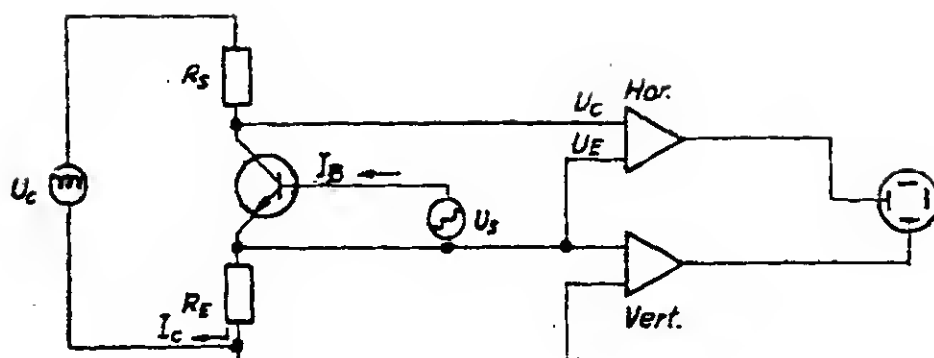 R_S
Hor.
U_C
U_E
I_B
U_C
U_S
R_E
I_C
Vert.